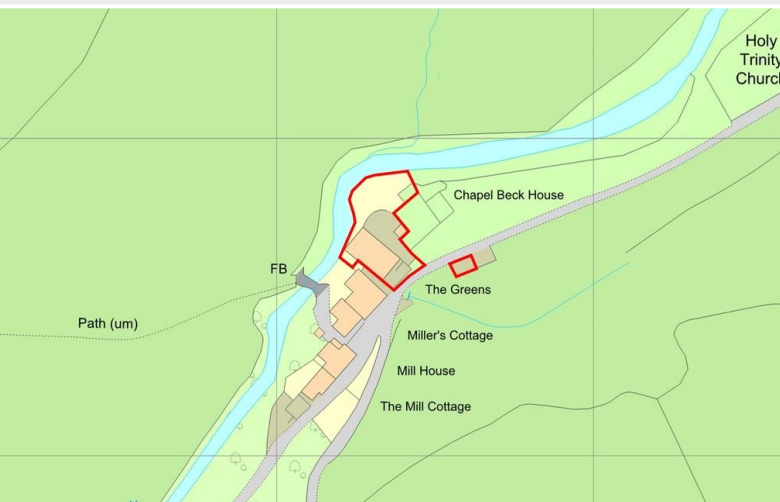 Holy
Trinity
Church
Chapel Beck House
FB
The Greens
Path (um)
Miller's Cottage
Mill House
The Mill Cottage